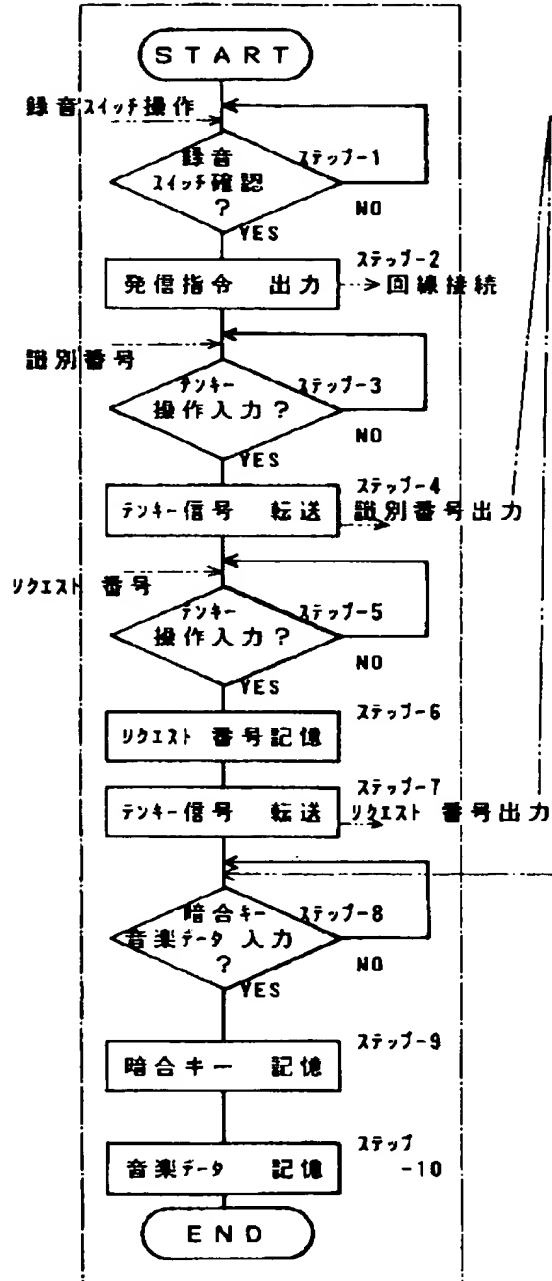 START
録音スイッチ操作
録音 ステップ-1
スイッチ確認
?
NO
YES
ステップ-2
発信指令 出力
回線接続
識別番号
テンキー ステップ-3
操作入力?
NO
YES
ステップ-4
テンキー信号 転送
識別番号出力
リクエスト 番号
テンキー ステップ-5
操作入力?
NO
YES
ステップ-6
リクエスト 番号記憶
ステップ-7
テンキー信号 転送
リクエスト 番号出力
暗合キー ステップ-8
音楽データ 入力
?
NO
YES
ステップ-9
暗合キー 記憶
ステップ
-10
音楽データ 記憶
END